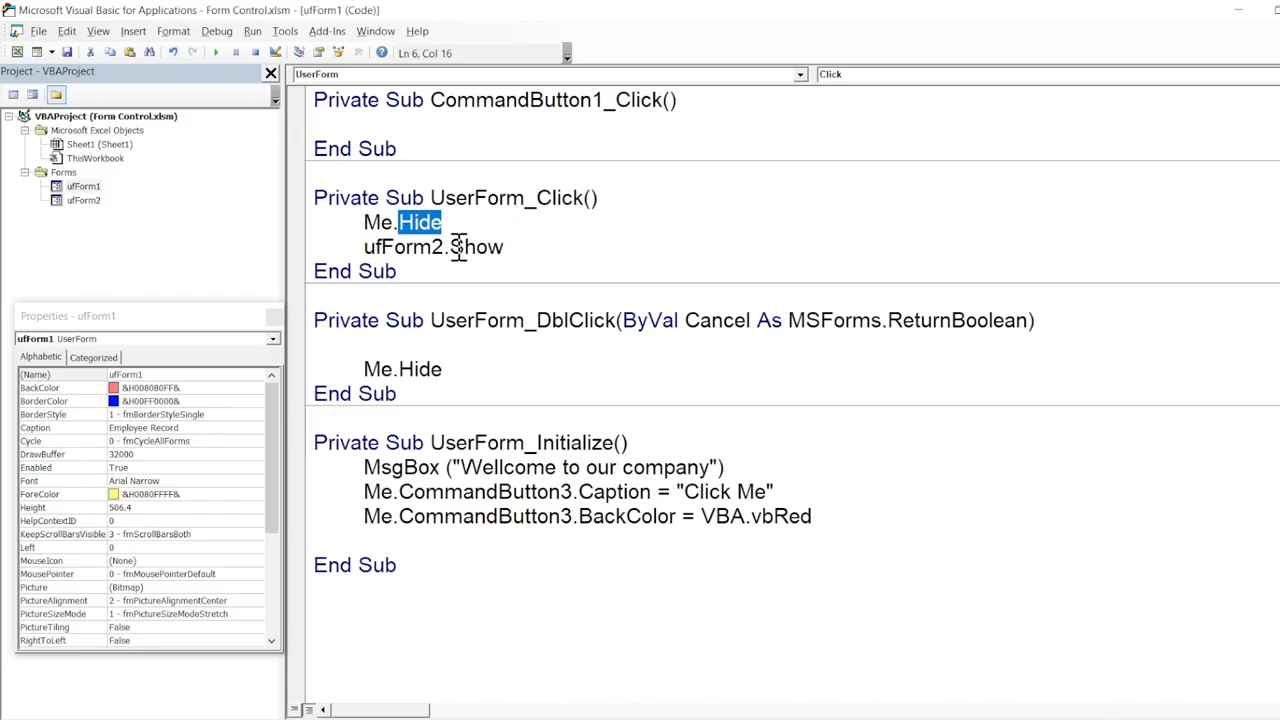 Microsoft Visual Basic for Applications - Form Control.xlsm - [ufForm1 (Code)]
File Edit View Insert Format Debug Run Tools Add-Ins Window Help
Ln 6, Col 16
Project - VBAProject
VBAProject (Form Control.xlsm)
Microsoft Excel Objects
Sheet1 (Sheet1)
ThisWorkbook
Forms
ufForm1
ufForm2
Properties - ufForm1
ufForm1 UserForm
Alphabetic Categorized
(Name) ufForm1
BackColor &H008080FF&
BorderColor &H00FF0000&
BorderStyle 1 - fmBorderStyleSingle
Caption Employee Record
Cycle 0 - fmCycleAllForms
DrawBuffer 32000
Enabled True
Font Arial Narrow
ForeColor &H0080FFFF&
Height 506.4
HelpContextID 0
KeepScrollBarsVisible 3 - fmScrollBarsBoth
Left 0
MouseIcon (None)
MousePointer 0 - fmMousePointerDefault
Picture (Bitmap)
PictureAlignment 2 - fmPictureAlignmentCenter
PictureSizeMode 1 - fmPictureSizeModeStretch
PictureTiling False
RightToLeft False
UserForm Click
Private Sub CommandButton1_Click()
End Sub
Private Sub UserForm_Click()
Me.Hide
ufForm2.Show
End Sub
Private Sub UserForm_DblClick(ByVal Cancel As MSForms.ReturnBoolean)
Me.Hide
End Sub
Private Sub UserForm_Initialize()
MsgBox ("Wellcome to our company")
Me.CommandButton3.Caption = "Click Me"
Me.CommandButton3.BackColor = VBA.vbRed
End Sub